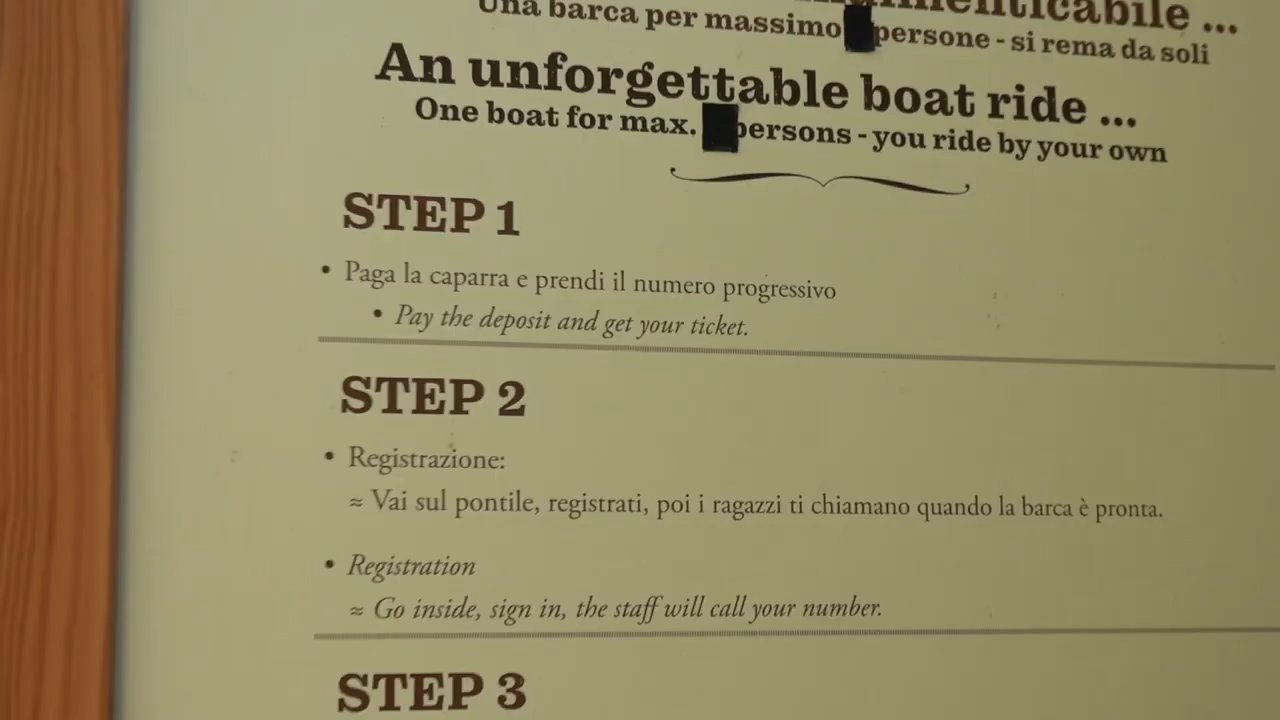 Una barca per massimo persone - si rema da soli
An unforgettable boat ride ...
One boat for max. persons - you ride by your own
STEP 1
• Paga la caparra e prendi il numero progressivo
• Pay the deposit and get your ticket.
STEP 2
• Registrazione:
≈ Vai sul pontile, registrati, poi i ragazzi ti chiamano quando la barca è pronta.
• Registration
≈ Go inside, sign in, the staff will call your number.
STEP 3